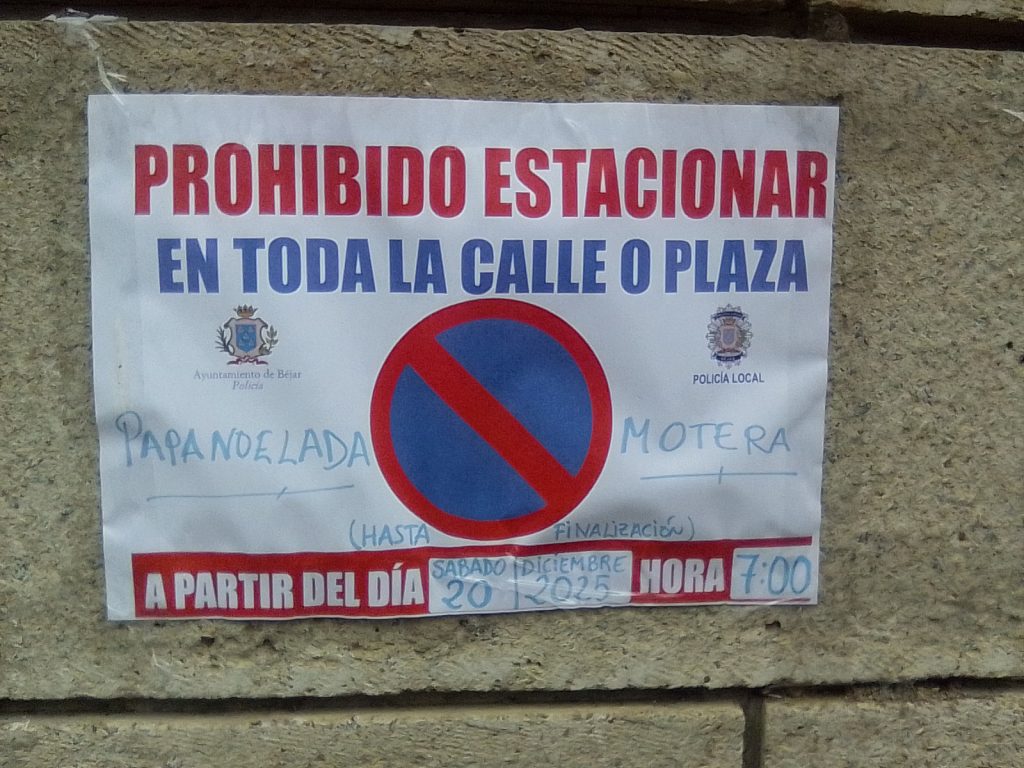 PROHIBIDO ESTACIONAR
EN TODA LA CALLE O PLAZA
Ayuntamiento de Béjar
Policía
POLICÍA LOCAL
PAPANOELADA MOTERA
(HASTA FINALIZACIÓN)
A PARTIR DEL DÍA SABADO 20 DICIEMBRE 2025 HORA 7:00